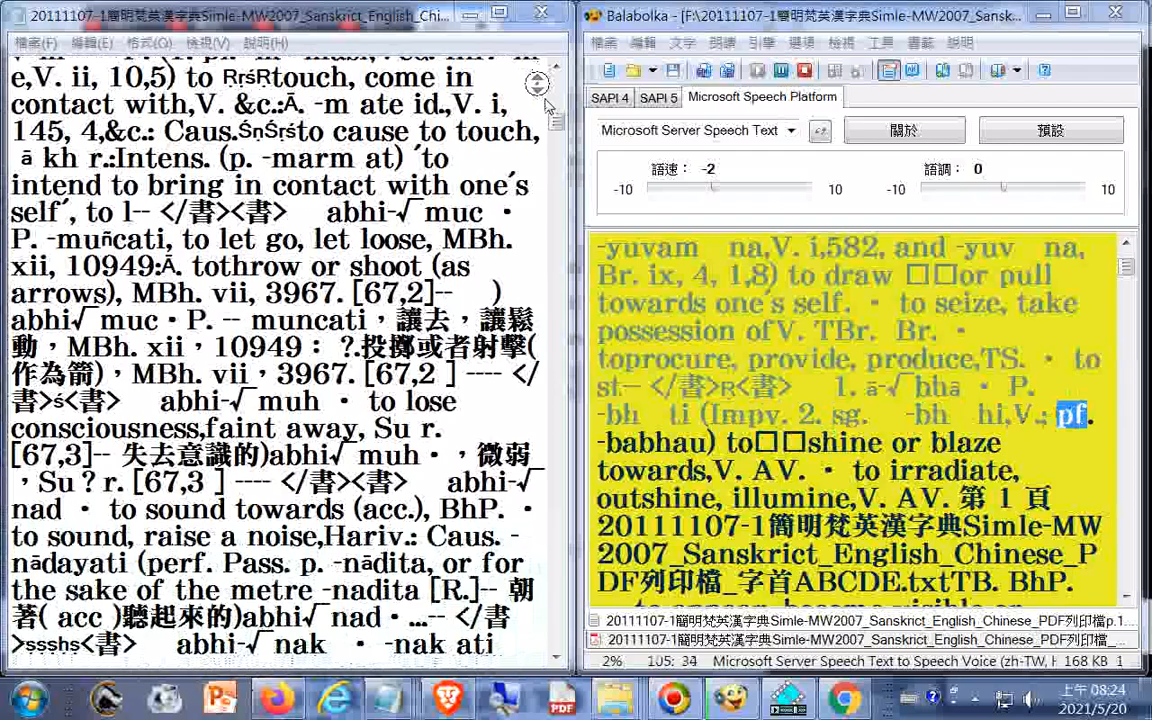 20111107-1簡明梵英漢字典Simle-MW2007_Sanskrict_English_Chi...
檔案(F) 編輯(E) 格式(O) 檢視(V) 說明(H)
e,V. ii, 10,5) to ṚṛśṚtouch, come in
contact with,V. &c.:Ā. -m ate id.,V. i,
145, 4,&c.: Caus.ŚṇŚṛśto cause to touch,
ā kh r.:Intens. (p. -marm at) ´to
intend to bring in contact with one´s
self´, to l-- </書><書> abhi-√ muc •
P. -muñcati, to let go, let loose, MBh.
xii, 10949:Ā. tothrow or shoot (as
arrows), MBh. vii, 3967. [67,2]-- )
abhi√ muc • P. -- muncati，讓去，讓鬆
動，MBh. xii，10949： ?.投擲或者射擊(
作為箭)，MBh. vii，3967. [67,2 ] ---- </
書>ś<書> abhi-√ muh • to lose
consciousness,faint away, Su r.
[67,3]-- 失去意識的)abhi√ muh •，微弱
，Su ? r. [67,3 ] ---- </書><書> abhi-√
nad • to sound towards (acc.), BhP. •
to sound, raise a noise,Hariv.: Caus. -
nādayati (perf. Pass. p. -nādita, or for
the sake of the metre -nadita [R.]-- 朝
著( acc )聽起來的)abhi√ nad • ...-- </書
>ssshs<書> abhi-√ nak • -nak ati
Balabolka - [F:\20111107-1簡明梵英漢字典Simle-MW2007_Sansk...
檔案 編輯 文字 朗讀 引擎 選項 檢視 工具 書籤 說明
SAPI 4 SAPI 5 Microsoft Speech Platform
Microsoft Server Speech Text 關於 預設
語速： -2 語調： 0
-10 10 -10 10
-yuvam na,V. i,582, and -yuv na,
Br. ix, 4, 1,8) to draw □□or pull
towards one´s self. • to seize, take
possession of V. TBr. Br. •
toprocure, provide, produce,TS. • to
st-- </書>Ṛ<書> 1. ā-√ bhā • P.
-bh ti (Impv. 2. sg. -bh hi,V.; pf.
-babhau) to□□shine or blaze
towards,V. AV. • to irradiate,
outshine, illumine,V. AV. 第 1 頁
20111107-1簡明梵英漢字典Simle-MW
2007_Sanskrict_English_Chinese_P
DF列印檔_字首ABCDE.txtTB. BhP.
20111107-1簡明梵英漢字典Simle-MW2007_Sanskrict_English_Chinese_PDF列印檔p.1...
20111107-1簡明梵英漢字典Simle-MW2007_Sanskrict_English_Chinese_PDF列印檔_...
2% 105: 34 Microsoft Server Speech Text to Speech Voice (zh-TW, H 168 KB 1
上午 08:24
2021/5/20